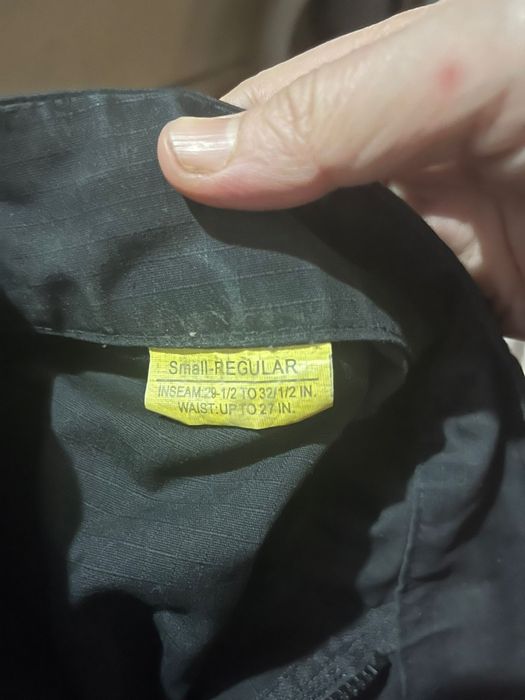 Small-REGULAR
INSEAM:29-1/2 TO 32/1/2 IN.
WAIST:UP TO 27 IN.